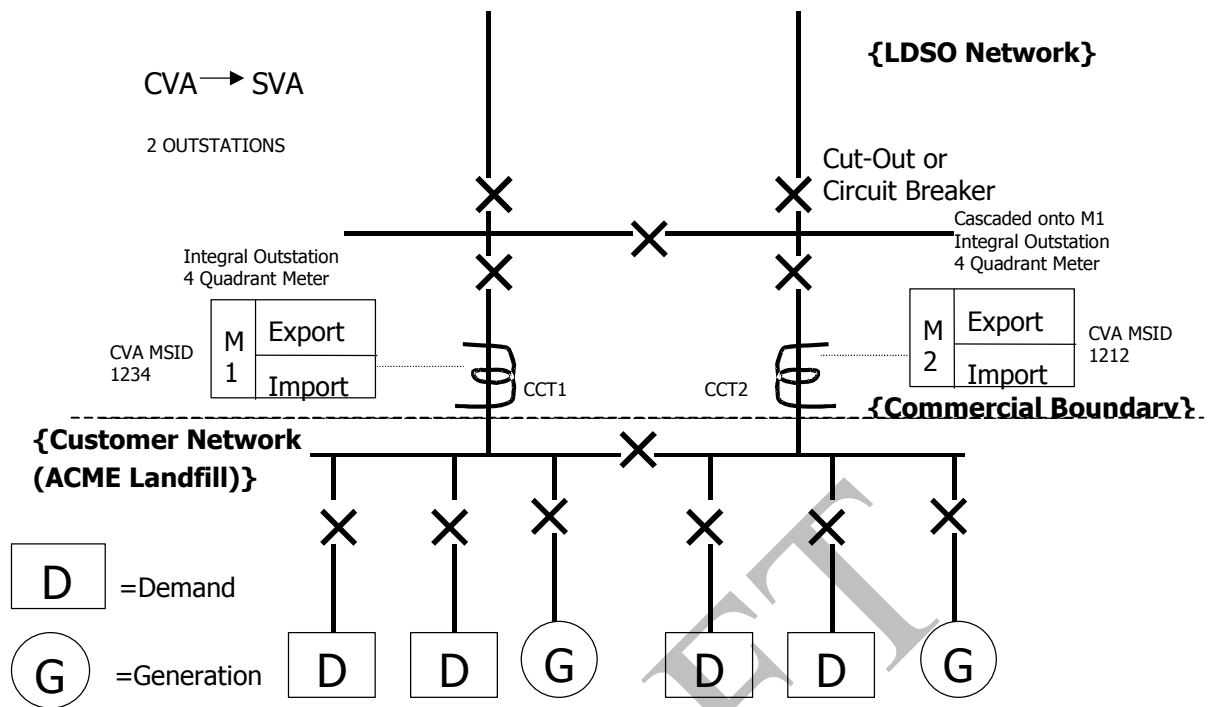 {LDSO Network}
CVA → SVA
2 OUTSTATIONS
Cut-Out or
Circuit Breaker
Cascaded onto M1
Integral Outstation
4 Quadrant Meter
Integral Outstation
4 Quadrant Meter
CVA MSID
1234
M
1
Export
Import
CCT1
CCT2
M
2
Export
Import
CVA MSID
1212
{Commercial Boundary}
{Customer Network
(ACME Landfill)}
D =Demand
G =Generation
D D G D D G
ET